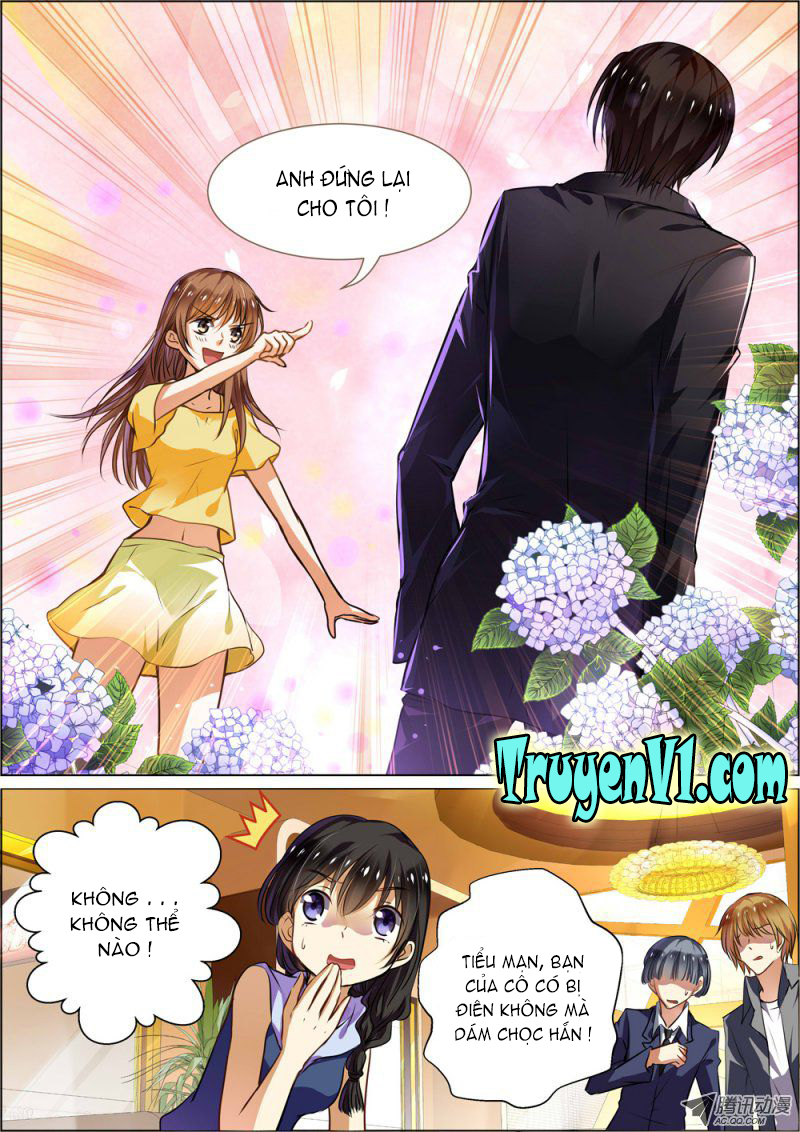 ANH ĐỨNG LẠI
CHO TÔI !
TruyenV1.com
KHÔNG . . .
KHÔNG THỂ
NÀO !
TIỂU MẠN, BẠN
CỦA CÔ CÓ BỊ
ĐIÊN KHÔNG MÀ
DÁM CHỌC HẮN !
腾讯动漫
AC.QQ.COM